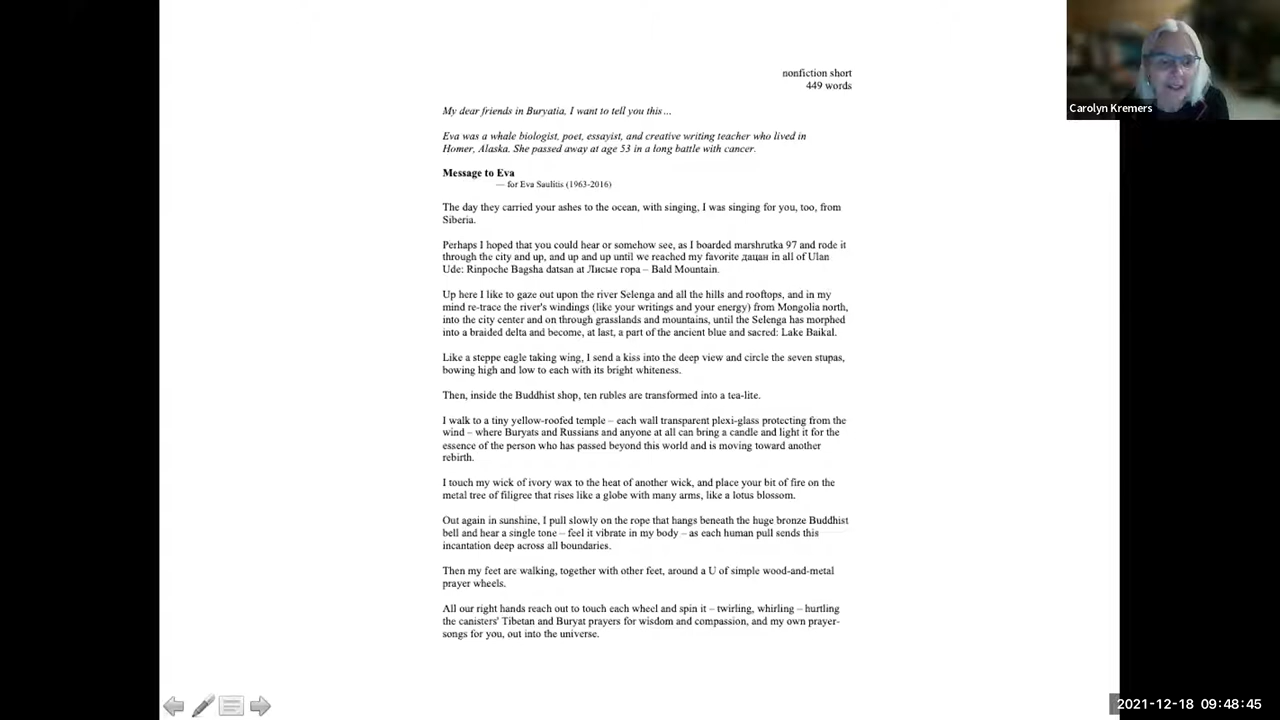 nonfiction short
449 words
My dear friends in Buryatia, I want to tell you this…
Eva was a whale biologist, poet, essayist, and creative writing teacher who lived in
Homer, Alaska. She passed away at age 53 in a long battle with cancer.
Message to Eva
— for Eva Saulitis (1963-2016)
The day they carried your ashes to the ocean, with singing, I was singing for you, too, from
Siberia.
Perhaps I hoped that you could hear or somehow see, as I boarded marshrutka 97 and rode it
through the city and up, and up and up until we reached my favorite дацан in all of Ulan
Ude: Rinpoche Bagsha datsan at Лисые гора – Bald Mountain.
Up here I like to gaze out upon the river Selenga and all the hills and rooftops, and in my
mind re-trace the river's windings (like your writings and your energy) from Mongolia north,
into the city center and on through grasslands and mountains, until the Selenga has morphed
into a braided delta and become, at last, a part of the ancient blue and sacred: Lake Baikal.
Like a steppe eagle taking wing, I send a kiss into the deep view and circle the seven stupas,
bowing high and low to each with its bright whiteness.
Then, inside the Buddhist shop, ten rubles are transformed into a tea-lite.
I walk to a tiny yellow-roofed temple – each wall transparent plexi-glass protecting from the
wind – where Buryats and Russians and anyone at all can bring a candle and light it for the
essence of the person who has passed beyond this world and is moving toward another
rebirth.
I touch my wick of ivory wax to the heat of another wick, and place your bit of fire on the
metal tree of filigree that rises like a globe with many arms, like a lotus blossom.
Out again in sunshine, I pull slowly on the rope that hangs beneath the huge bronze Buddhist
bell and hear a single tone – feel it vibrate in my body – as each human pull sends this
incantation deep across all boundaries.
Then my feet are walking, together with other feet, around a U of simple wood-and-metal
prayer wheels.
All our right hands reach out to touch each wheel and spin it – twirling, whirling – hurtling
the canisters' Tibetan and Buryat prayers for wisdom and compassion, and my own prayer-
songs for you, out into the universe.
Carolyn Kremers
2021-12-18 09:48:45